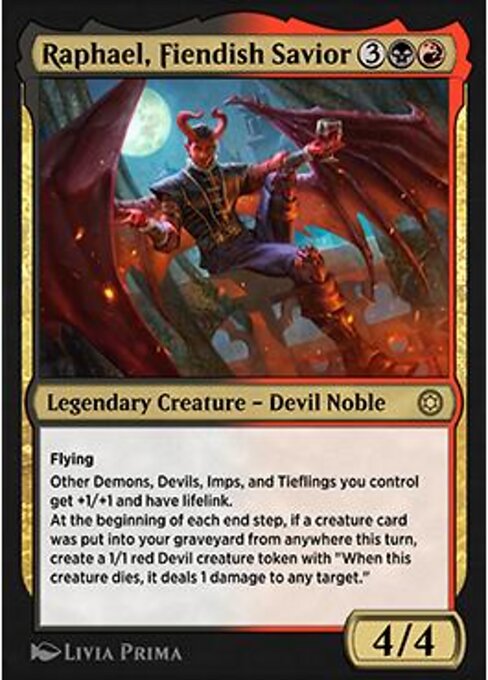 Raphael, Fiendish Savior 3
Legendary Creature – Devil Noble
Flying
Other Demons, Devils, Imps, and Tieflings you control
get +1/+1 and have lifelink.
At the beginning of each end step, if a creature card
was put into your graveyard from anywhere this turn,
create a 1/1 red Devil creature token with "When this
creature dies, it deals 1 damage to any target."
4/4
Livia Prima